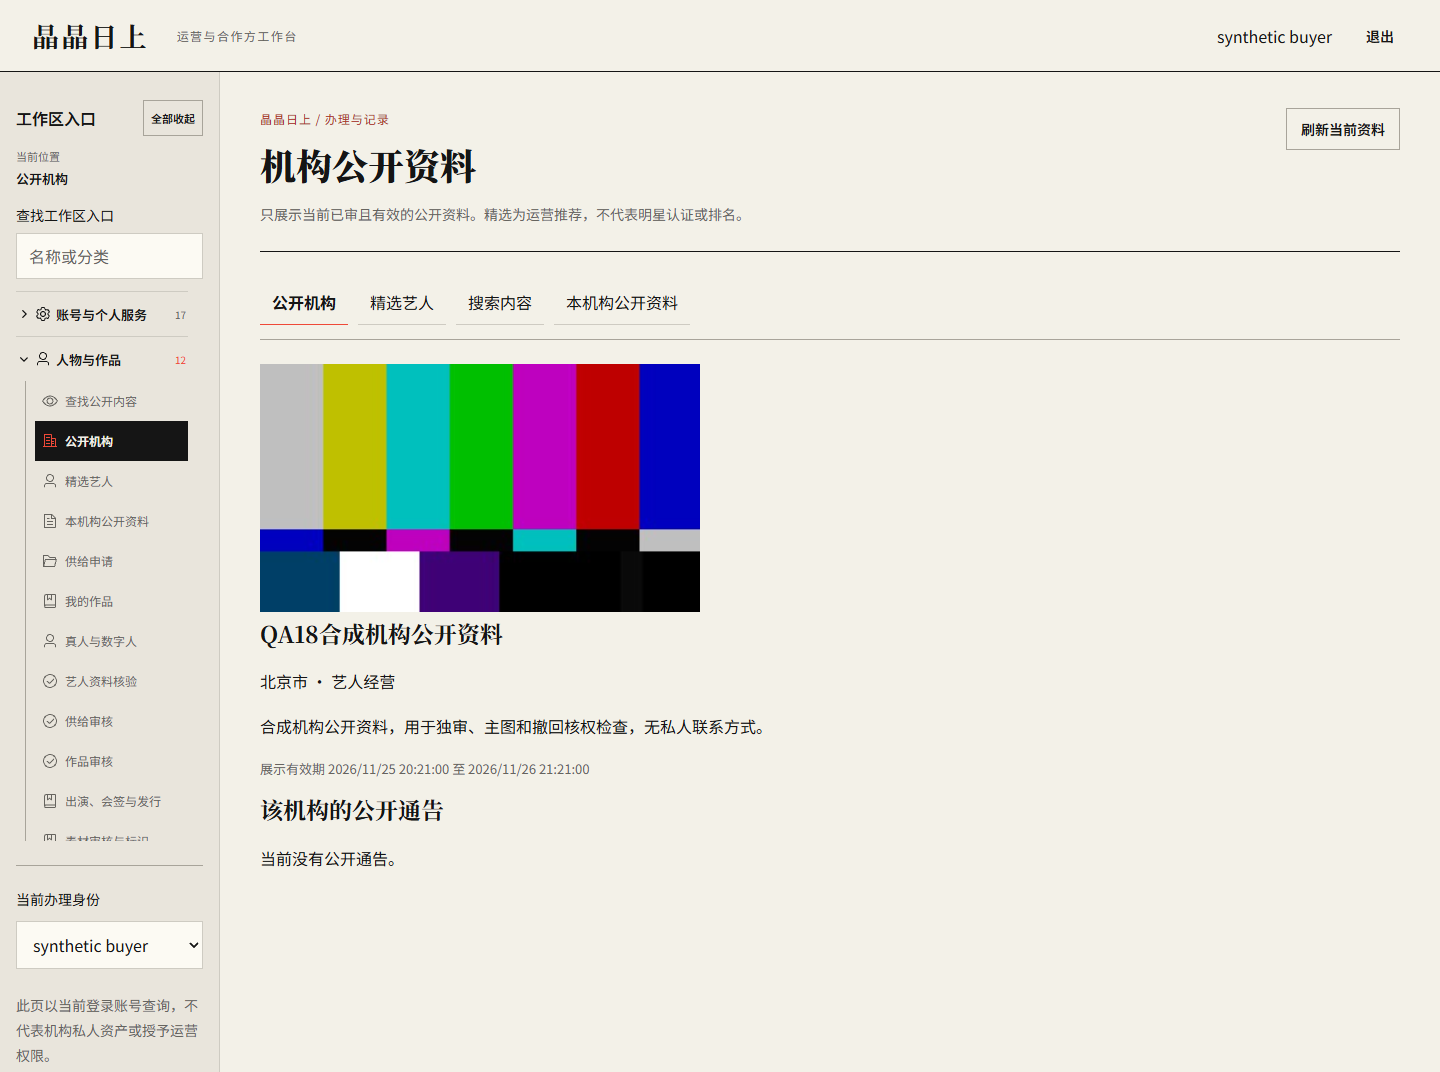 晶晶日上
运营与合作方工作台
synthetic buyer
退出
工作区入口
全部收起
当前位置
公开机构
查找工作区入口
名称或分类
账号与个人服务 17
人物与作品 12
查找公开内容
公开机构
精选艺人
本机构公开资料
供给申请
我的作品
真人与数字人
艺人资料核验
供给审核
作品审核
出演、会签与发行
素材审核与标识
当前办理身份
synthetic buyer
此页以当前登录账号查询，不
代表机构私人资产或授予运营
权限。
晶晶日上 / 办理与记录
机构公开资料
只展示当前已审且有效的公开资料。精选为运营推荐，不代表明星认证或排名。
刷新当前资料
公开机构 精选艺人 搜索内容 本机构公开资料
QA18合成机构公开资料
北京市 · 艺人经营
合成机构公开资料，用于独审、主图和撤回核权检查，无私人联系方式。
展示有效期 2026/11/25 20:21:00 至 2026/11/26 21:21:00
该机构的公开通告
当前没有公开通告。